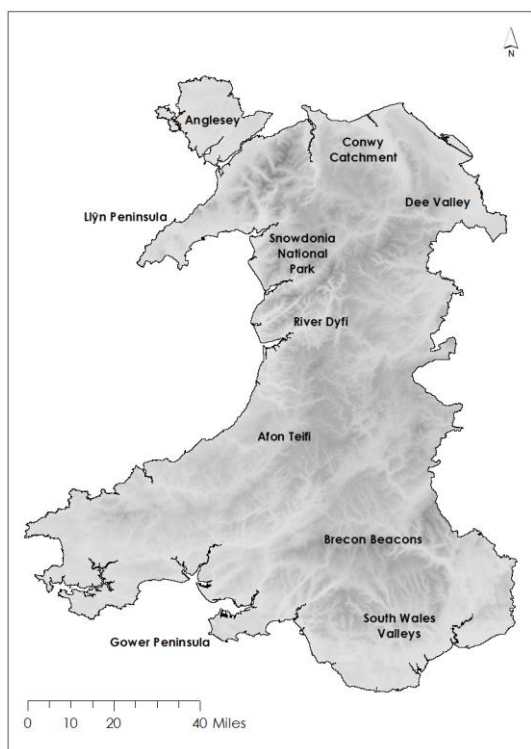 N
Anglesey
Conwy
Catchment
Dee Valley
Llŷn Peninsula
Snowdonia
National
Park
River Dyfi
Afon Teifi
Brecon Beacons
South Wales
Valleys
Gower Peninsula
0 10 20 40 Miles